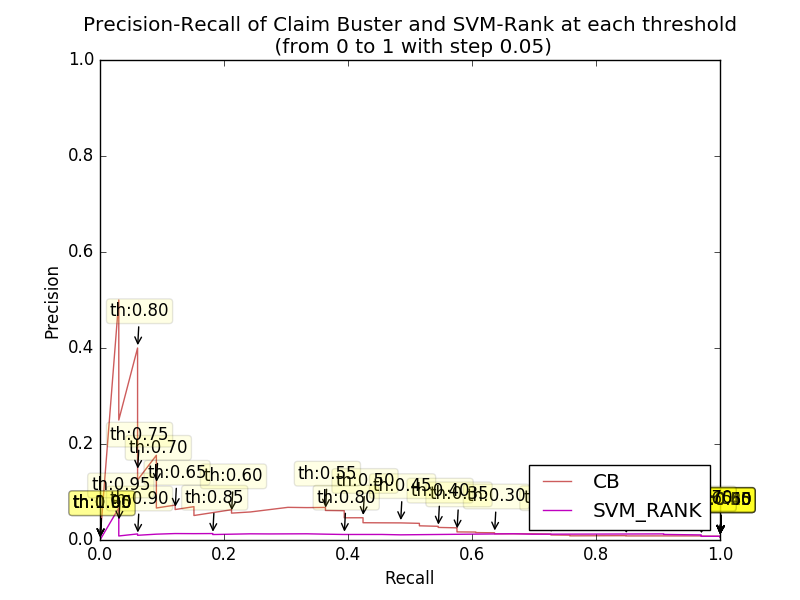 Precision-Recall of Claim Buster and SVM-Rank at each threshold
(from 0 to 1 with step 0.05)
1.0
0.8
0.6
0.4
0.2
0.0
Precision
th:0.80
th:0.75
th:0.70
th:0.65
th:0.60
th:0.55
th:0.50
th:0.45
th:0.40
th:0.35
th:0.30
th:0.95
th:0.90
th:0.85
th:0.80
CB
SVM_RANK
0.0
0.2
0.4
0.6
0.8
1.0
Recall